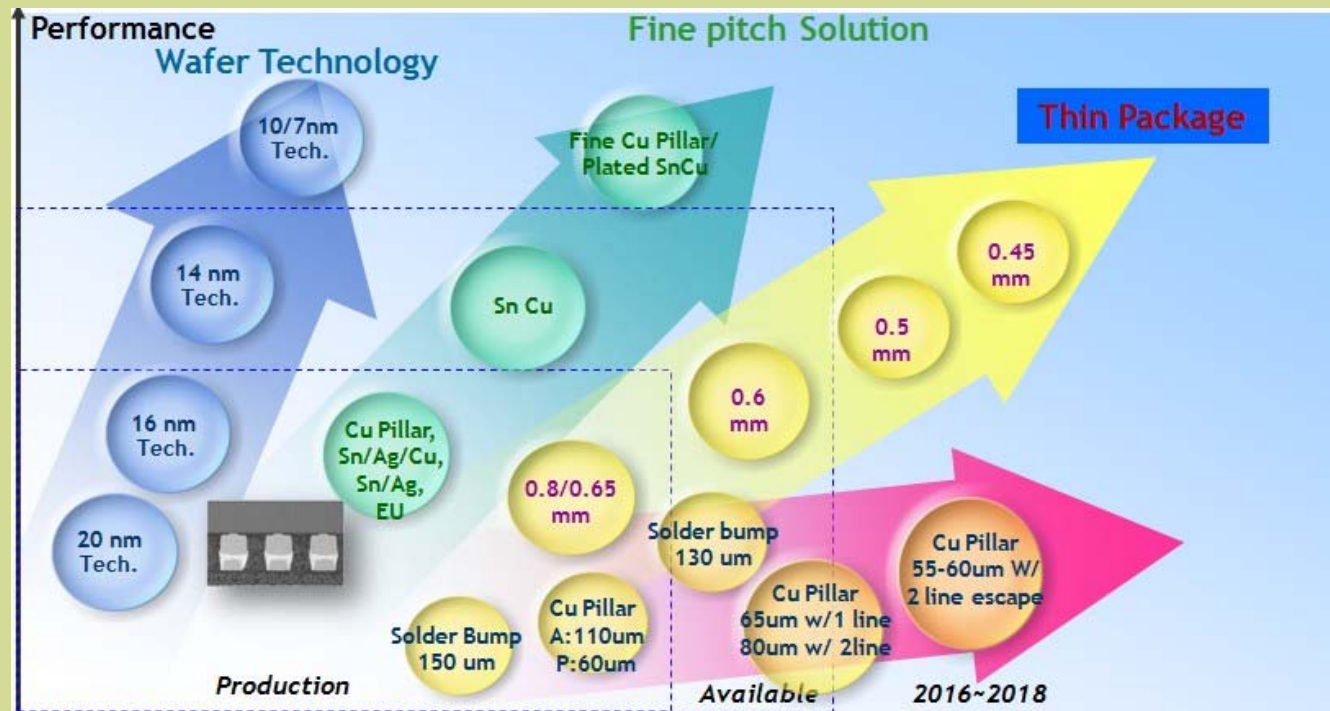 Performance
Wafer Technology
Fine pitch Solution
Thin Package
10/7nm
Tech.
14 nm
Tech.
16 nm
Tech.
20 nm
Tech.
Fine Cu Pillar/
Plated SnCu
Sn Cu
Cu Pillar,
Sn/Ag/Cu,
Sn/Ag,
EU
0.45
mm
0.5
mm
0.6
mm
0.8/0.65
mm
Solder bump
130 um
Cu Pillar
55-60um W/
2 line escape
Cu Pillar
65um w/1 line
80um w/ 2line
Cu Pillar
A:110um
P:60um
Solder Bump
150 um
Production
Available
2016~2018